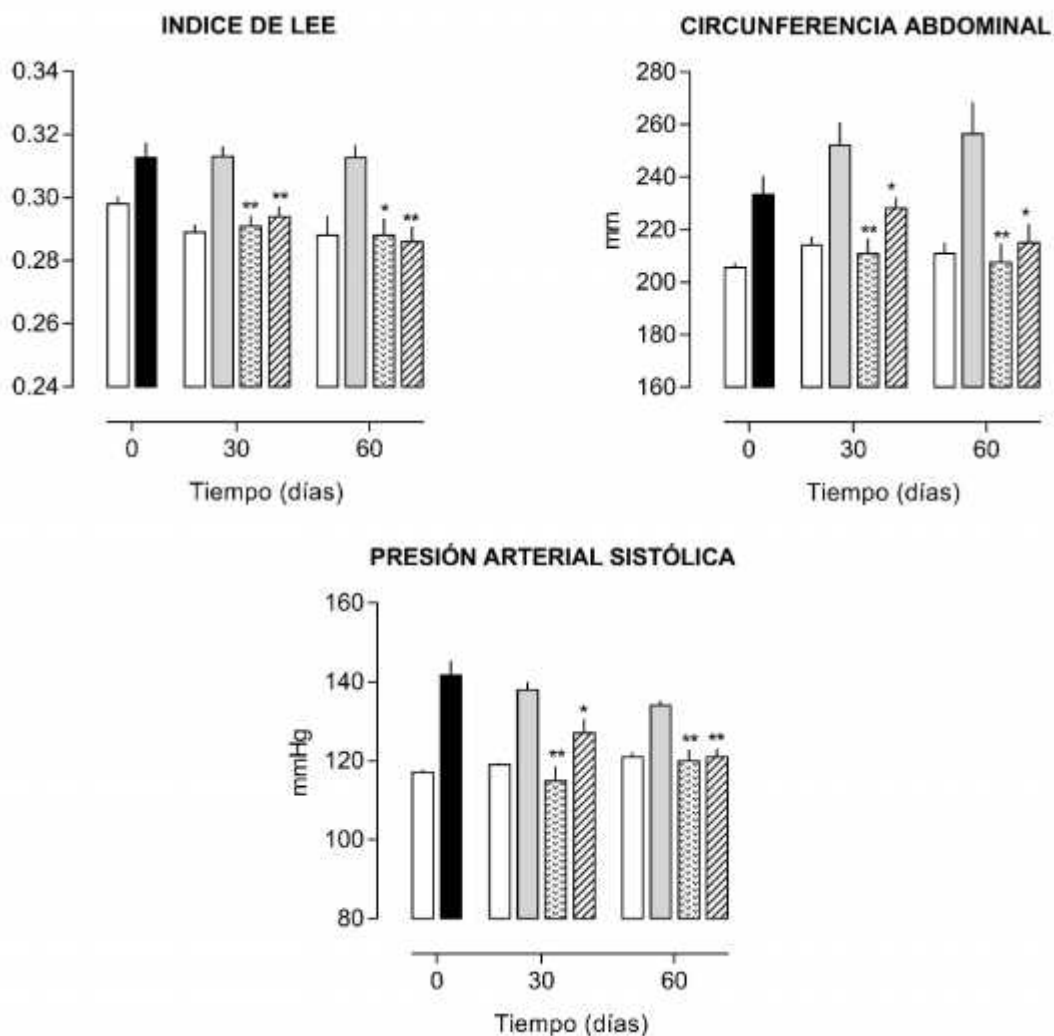 INDICE DE LEE
0.34
0.32
0.30
0.28
0.26
0.24
** **
* **
0 30 60
Tiempo (días)
CIRCUNFERENCIA ABDOMINAL
mm
280
260
240
220
200
180
160
** *
** *
0 30 60
Tiempo (días)
PRESIÓN ARTERIAL SISTÓLICA
mmHg
160
140
120
100
80
** *
** **
0 30 60
Tiempo (días)